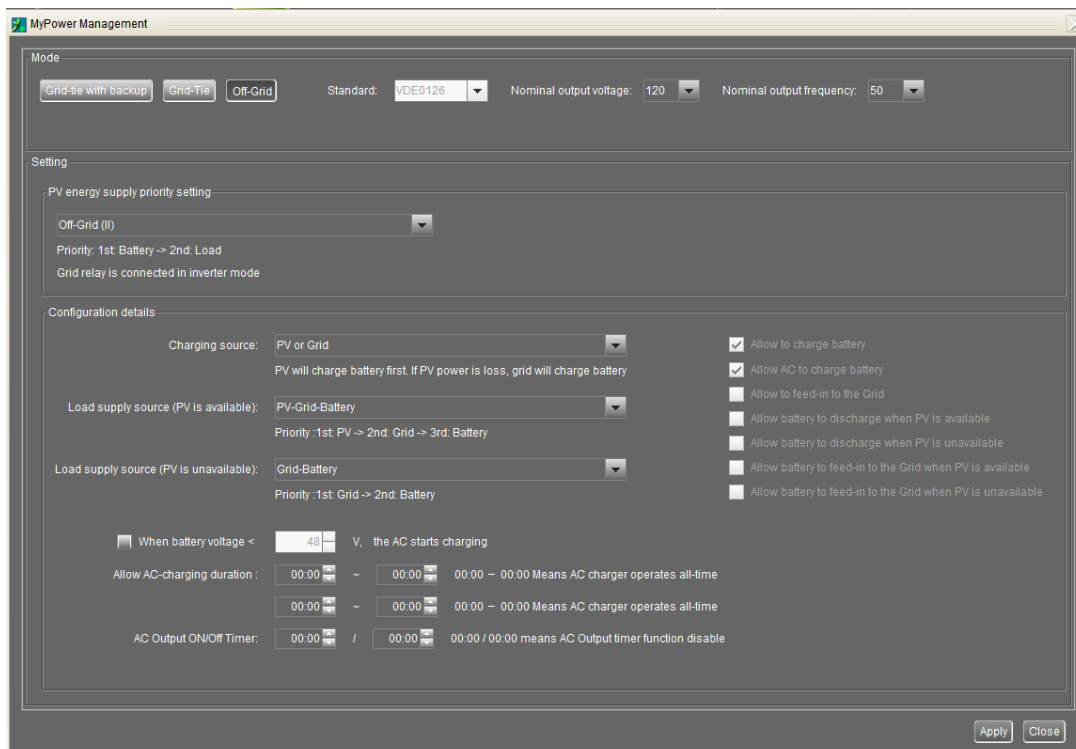 MyPower Management
Mode
Grid-tie with backup Grid-Tie Off-Grid Standard: VDE0126 Nominal output voltage: 120 Nominal output frequency: 50
Setting
PV energy supply priority setting
Off-Grid (II)
Priority: 1st: Battery -> 2nd: Load
Grid relay is connected in inverter mode
Configuration details
Charging source: PV or Grid
PV will charge battery first. If PV power is loss, grid will charge battery
Load supply source (PV is available): PV-Grid-Battery
Priority :1st: PV -> 2nd: Grid -> 3rd: Battery
Load supply source (PV is unavailable): Grid-Battery
Priority :1st: Grid -> 2nd: Battery
When battery voltage < 48 V, the AC starts charging
Allow AC-charging duration : 00:00 ~ 00:00 00:00 – 00:00 Means AC charger operates all-time
00:00 ~ 00:00 00:00 – 00:00 Means AC charger operates all-time
AC Output ON/Off Timer: 00:00 / 00:00 00:00 / 00:00 means AC Output timer function disable
Allow to charge battery
Allow AC to charge battery
Allow to feed-in to the Grid
Allow battery to discharge when PV is available
Allow battery to discharge when PV is unavailable
Allow battery to feed-in to the Grid when PV is available
Allow battery to feed-in to the Grid when PV is unavailable
Apply Close